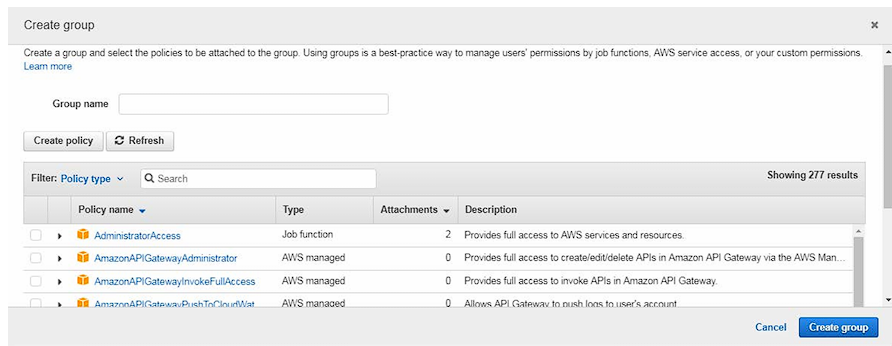 Create group
Create a group and select the policies to be attached to the group. Using groups is a best-practice way to manage users' permissions by job functions, AWS service access, or your custom permissions.
Learn more
Group name
Create policy Refresh
Filter: Policy type Search Showing 277 results
Policy name Type Attachments Description
AdministratorAccess Job function 2 Provides full access to AWS services and resources.
AmazonAPIGatewayAdministrator AWS managed 0 Provides full access to create/edit/delete APIs in Amazon API Gateway via the AWS Man...
AmazonAPIGatewayInvokeFullAccess AWS managed 0 Provides full access to invoke APIs in Amazon API Gateway.
AmazonAPIGatewayPushToCloudWat AWS managed 0 Allows API Gateway to push logs to user's account
Cancel Create group